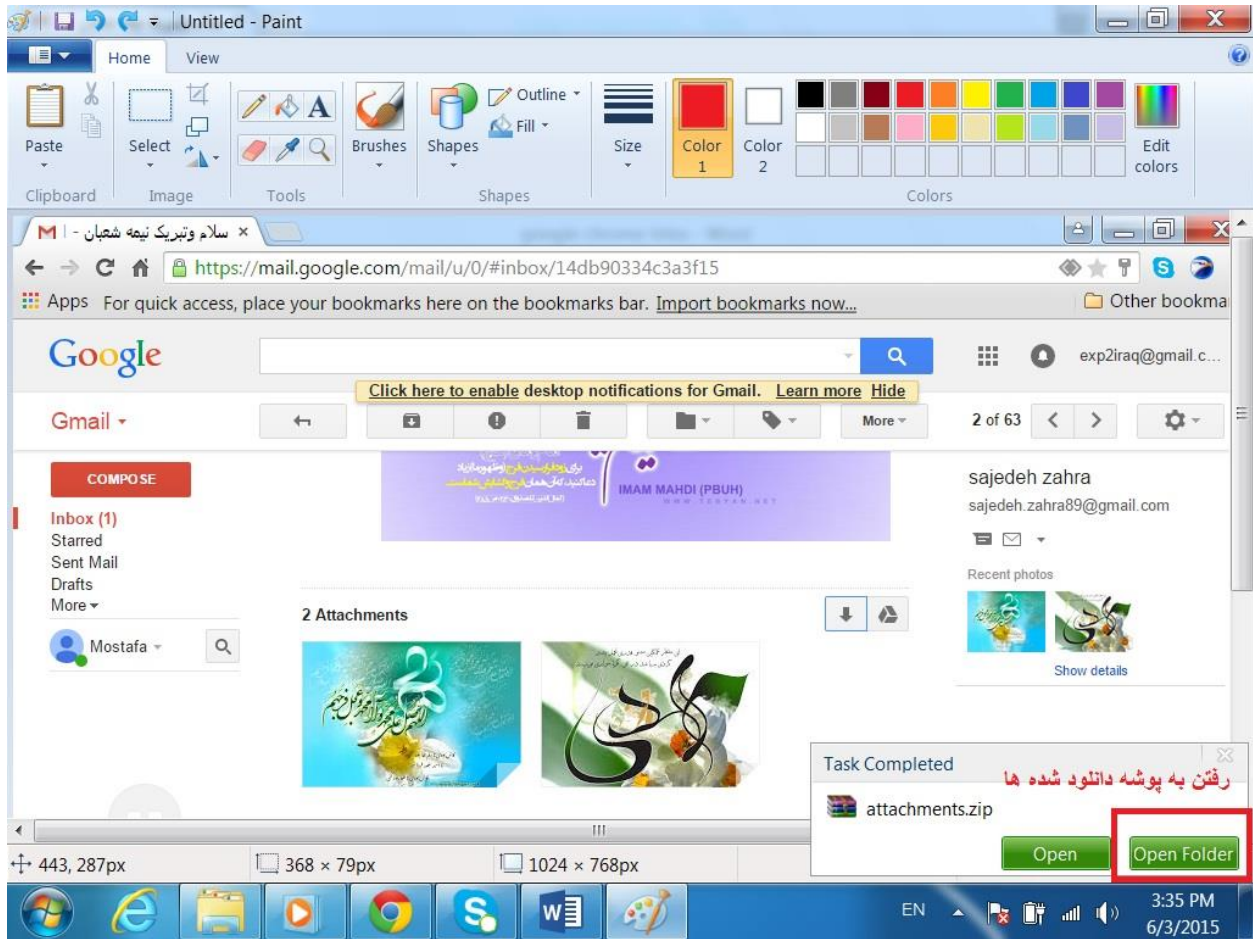 Untitled - Paint
Home View
Paste
Select
Brushes
Shapes
Outline
Fill
Size
Color 1
Color 2
Edit colors
Clipboard
Image
Tools
Shapes
Colors
سلام وتبریک نیمه شعبان -
https://mail.google.com/mail/u/0/#inbox/14db90334c3a3f15
Apps For quick access, place your bookmarks here on the bookmarks bar. Import bookmarks now...
Other bookma
Google
exp2iraq@gmail.c...
Click here to enable desktop notifications for Gmail. Learn more Hide
Gmail
More
2 of 63
COMPOSE
IMAM MAHDI (PBUH)
sajedeh zahra
sajedeh.zahra89@gmail.com
Inbox (1)
Starred
Sent Mail
Drafts
More
Recent photos
2 Attachments
Mostafa
Show details
Task Completed
رفتن به پوشه دانلود شده ها
attachments.zip
Open
Open Folder
443, 287px
368 × 79px
1024 × 768px
EN
3:35 PM
6/3/2015